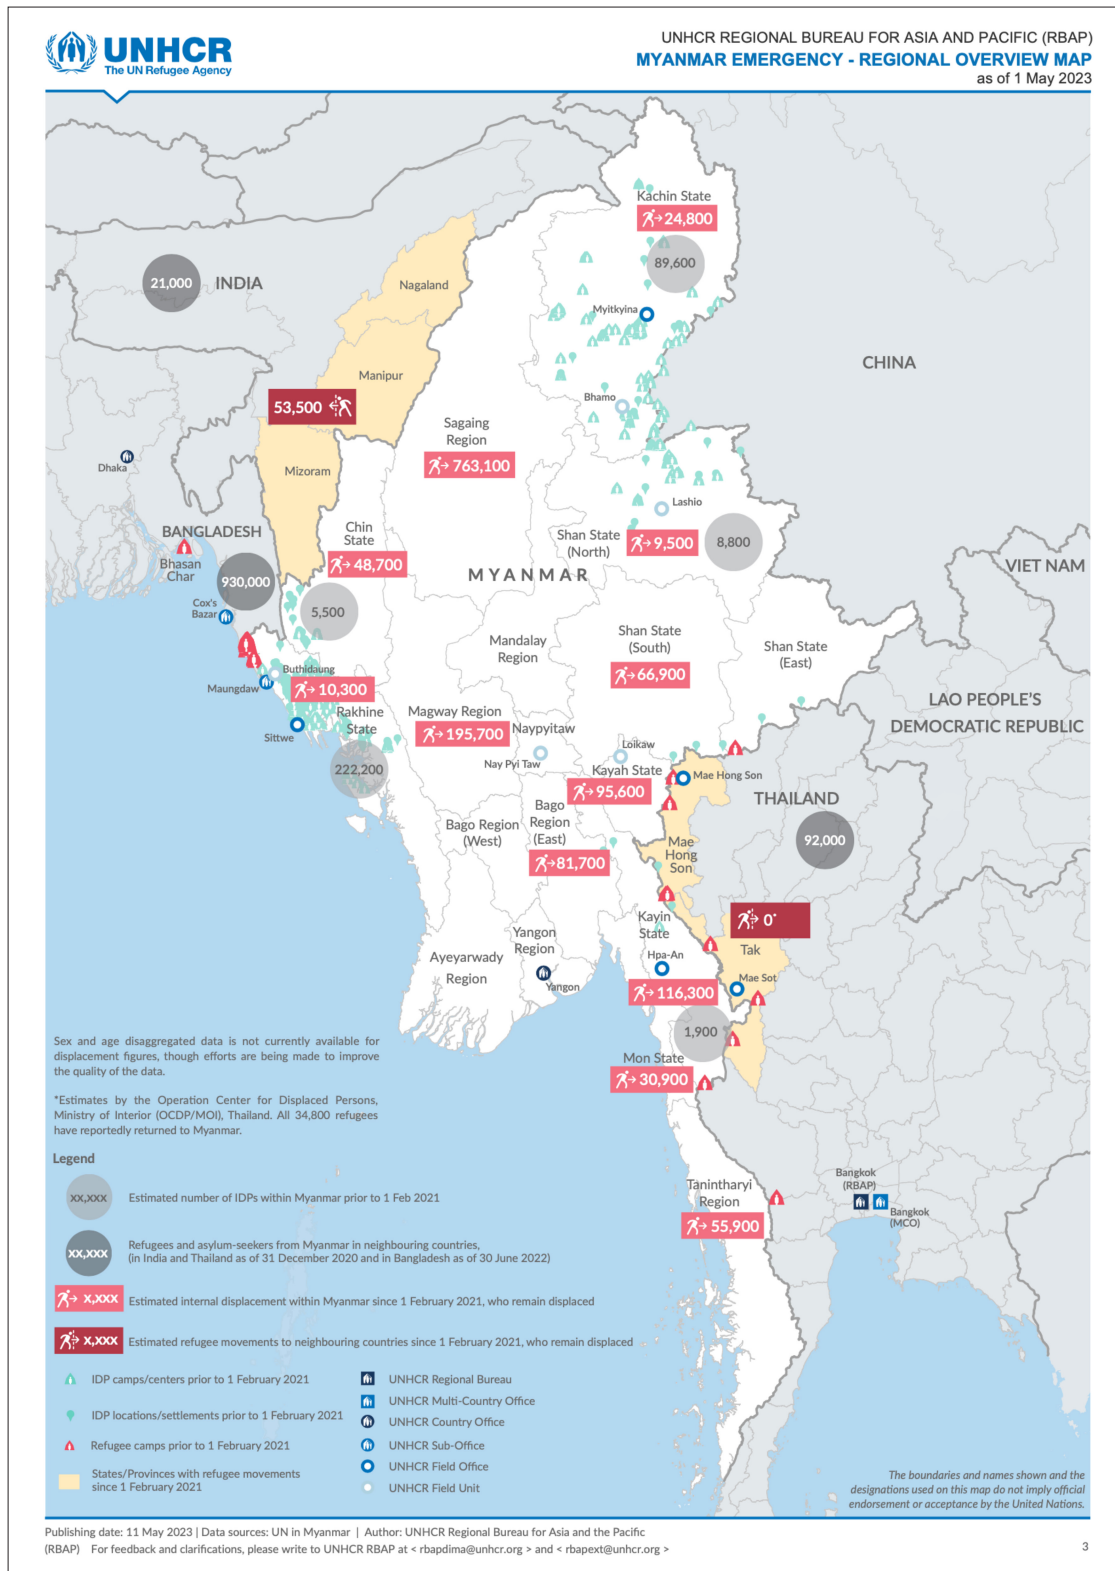 UNHCR
The UN Refugee Agency
UNHCR REGIONAL BUREAU FOR ASIA AND PACIFIC (RBAP)
MYANMAR EMERGENCY - REGIONAL OVERVIEW MAP
as of 1 May 2023
Kachin State
24,800
89,600
21,000
INDIA
Nagaland
Myitkyina
CHINA
Manipur
53,500
Bhamo
Sagaing
Region
763,100
Dhaka
Mizoram
Lashio
BANGLADESH
Chin
State
48,700
Shan State
(North)
9,500
8,800
Bhasan
Char
930,000
MYANMAR
VIET NAM
Cox's
Bazar
5,500
Mandalay
Region
Shan State
(South)
66,900
Shan State
(East)
Buthidaung
Maungdaw
10,300
Rakhine
State
Sittwe
222,200
Magway Region
195,700
Naypyitaw
Nay Pyi Taw
Loikaw
Kayah State
95,600
Mae Hong Son
LAO PEOPLE'S
DEMOCRATIC REPUBLIC
THAILAND
92,000
Bago Region
(West)
Bago
Region
(East)
81,700
Mae
Hong
Son
Kayin
State
0*
Tak
Hpa-An
Mae Sot
116,300
Yangon
Region
Yangon
Ayeyarwady
Region
1,900
Mon State
30,900
Sex and age disaggregated data is not currently available for
displacement figures, though efforts are being made to improve
the quality of the data.
*Estimates by the Operation Center for Displaced Persons,
Ministry of Interior (OCDP/MOI), Thailand. All 34,800 refugees
have reportedly returned to Myanmar.
Tanintharyi
Region
55,900
Bangkok
(RBAP)
Bangkok
(MCO)
Legend
xx,xxx
Estimated number of IDPs within Myanmar prior to 1 Feb 2021
xx,xxx
Refugees and asylum-seekers from Myanmar in neighbouring countries,
(in India and Thailand as of 31 December 2020 and in Bangladesh as of 30 June 2022)
x,xxx
Estimated internal displacement within Myanmar since 1 February 2021, who remain displaced
x,xxx
Estimated refugee movements to neighbouring countries since 1 February 2021, who remain displaced
IDP camps/centers prior to 1 February 2021
IDP locations/settlements prior to 1 February 2021
Refugee camps prior to 1 February 2021
States/Provinces with refugee movements
since 1 February 2021
UNHCR Regional Bureau
UNHCR Multi-Country Office
UNHCR Country Office
UNHCR Sub-Office
UNHCR Field Office
UNHCR Field Unit
The boundaries and names shown and the
designations used on this map do not imply official
endorsement or acceptance by the United Nations.
Publishing date: 11 May 2023 | Data sources: UN in Myanmar | Author: UNHCR Regional Bureau for Asia and the Pacific
(RBAP) For feedback and clarifications, please write to UNHCR RBAP at < rbapdima@unhcr.org > and < rbapext@unhcr.org >
3